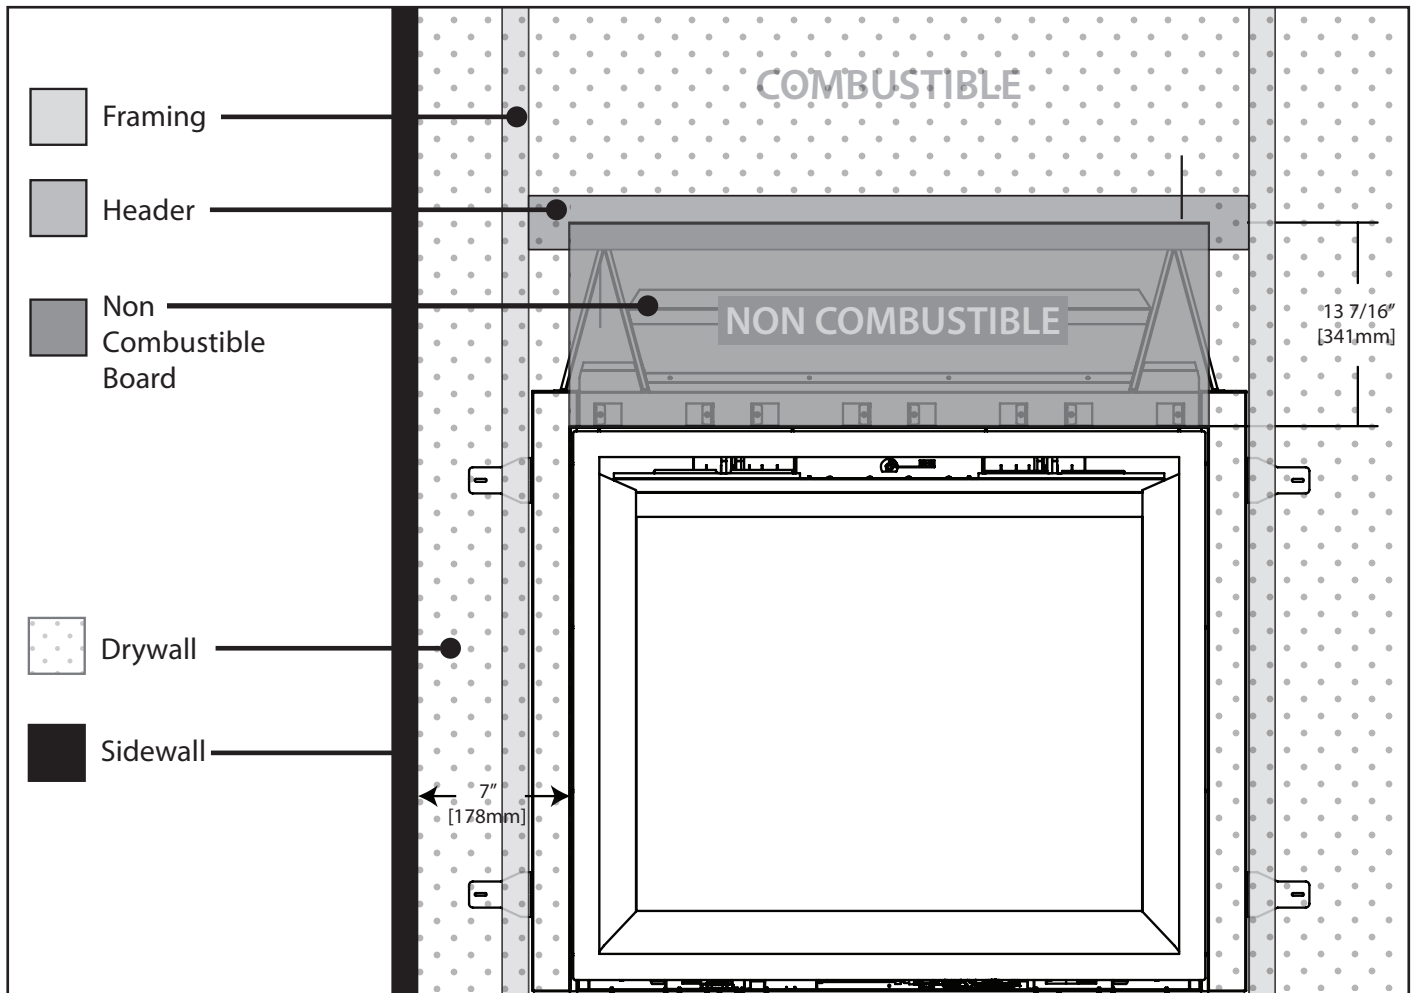 COMBUSTIBLE
Framing
Header
Non
Combustible
Board
NON COMBUSTIBLE
13 7/16"
[341mm]
Drywall
Sidewall
7"
[178mm]